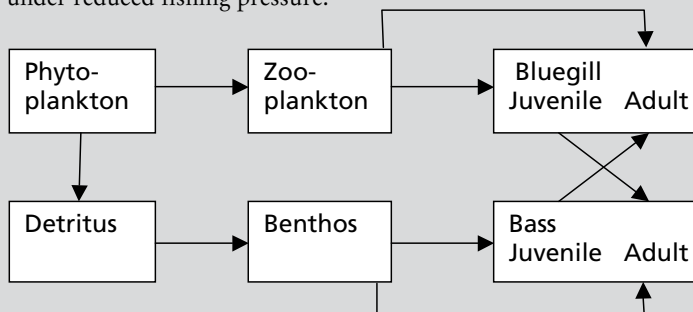 under reduced fishing pressure.
Phyto-
plankton
Zoo-
plankton
Bluegill
Juvenile Adult
Detritus
Benthos
Bass
Juvenile Adult